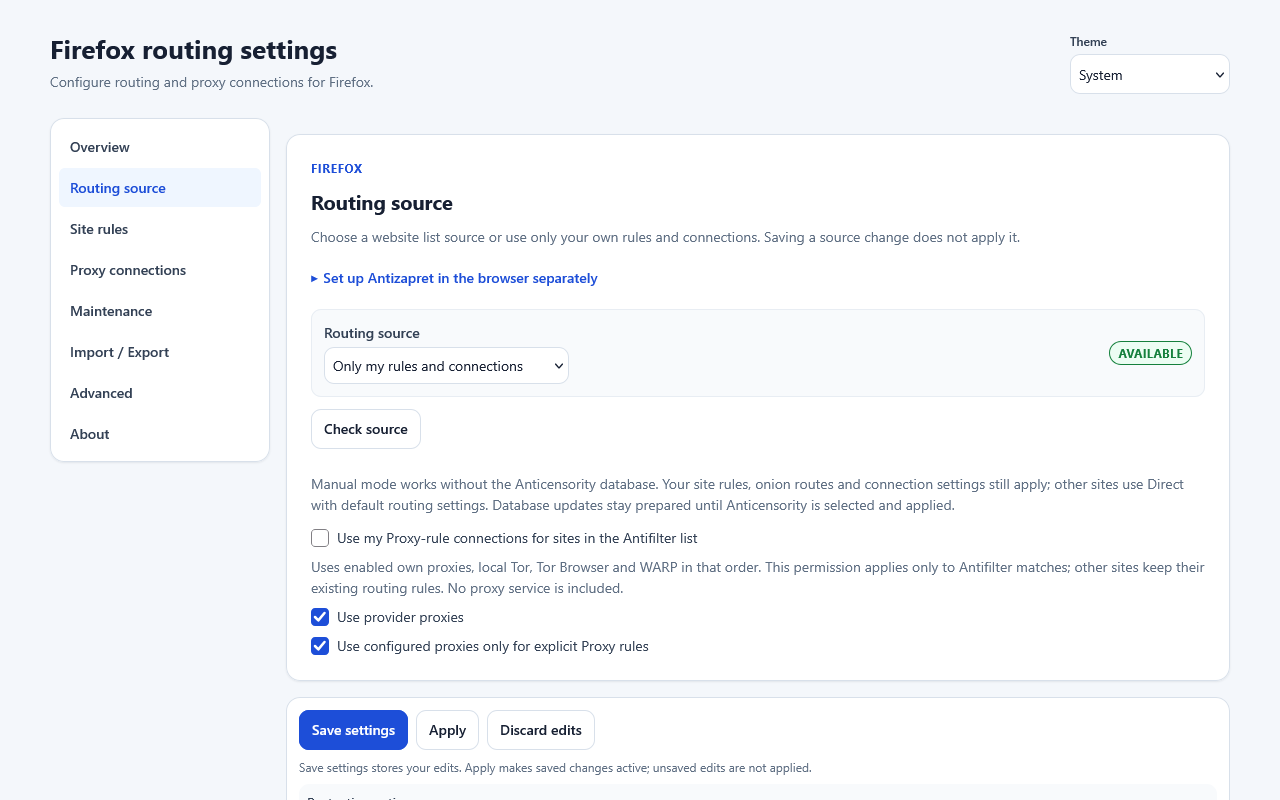 Firefox routing settings
Configure routing and proxy connections for Firefox.
Theme
System
Overview
Routing source
Site rules
Proxy connections
Maintenance
Import / Export
Advanced
About
FIREFOX
Routing source
Choose a website list source or use only your own rules and connections. Saving a source change does not apply it.
▸ Set up Antizapret in the browser separately
Routing source
Only my rules and connections
AVAILABLE
Check source
Manual mode works without the Anticensority database. Your site rules, onion routes and connection settings still apply; other sites use Direct
with default routing settings. Database updates stay prepared until Anticensority is selected and applied.
Use my Proxy-rule connections for sites in the Antifilter list
Uses enabled own proxies, local Tor, Tor Browser and WARP in that order. This permission applies only to Antifilter matches; other sites keep their
existing routing rules. No proxy service is included.
Use provider proxies
Use configured proxies only for explicit Proxy rules
Save settings
Apply
Discard edits
Save settings stores your edits. Apply makes saved changes active; unsaved edits are not applied.